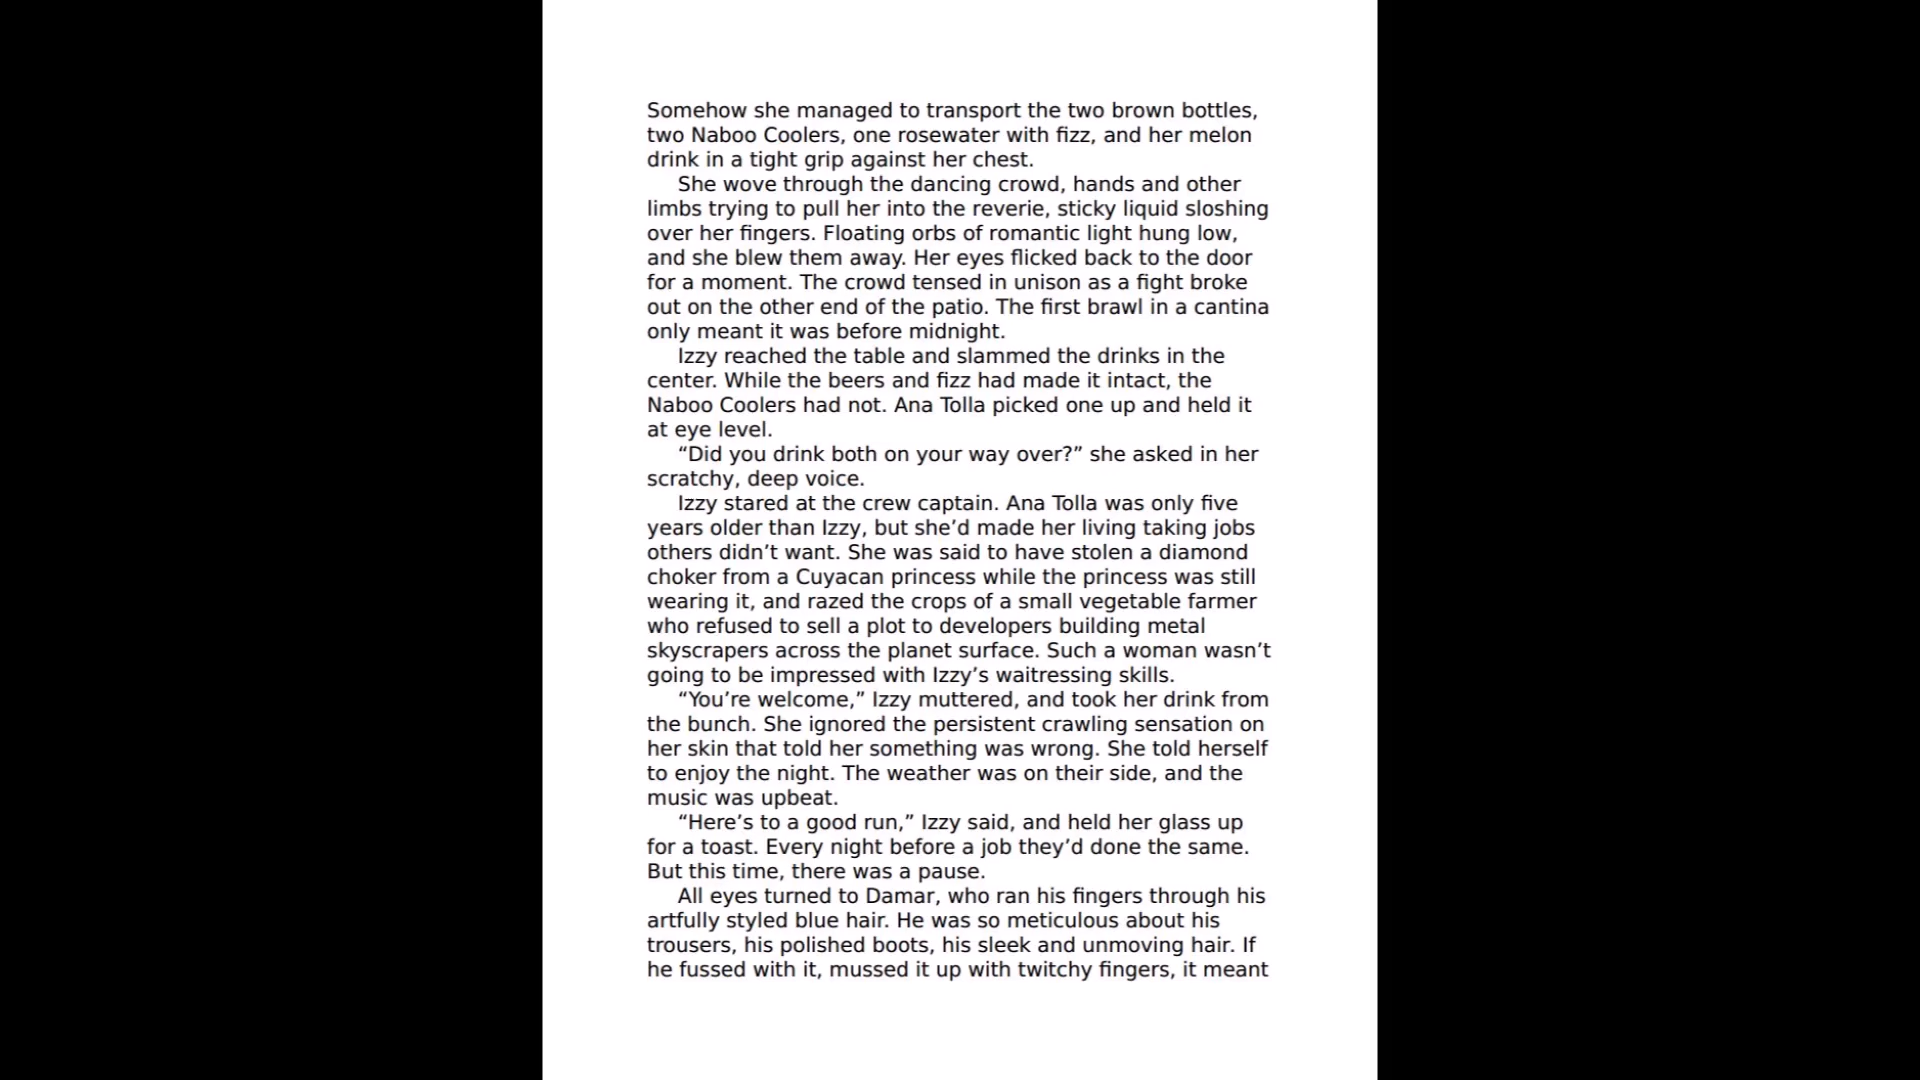 Somehow she managed to transport the two brown bottles,
two Naboo Coolers, one rosewater with fizz, and her melon
drink in a tight grip against her chest.
She wove through the dancing crowd, hands and other
limbs trying to pull her into the reverie, sticky liquid sloshing
over her fingers. Floating orbs of romantic light hung low,
and she blew them away. Her eyes flicked back to the door
for a moment. The crowd tensed in unison as a fight broke
out on the other end of the patio. The first brawl in a cantina
only meant it was before midnight.
Izzy reached the table and slammed the drinks in the
center. While the beers and fizz had made it intact, the
Naboo Coolers had not. Ana Tolla picked one up and held it
at eye level.
“Did you drink both on your way over?” she asked in her
scratchy, deep voice.
Izzy stared at the crew captain. Ana Tolla was only five
years older than Izzy, but she’d made her living taking jobs
others didn’t want. She was said to have stolen a diamond
choker from a Cuyacan princess while the princess was still
wearing it, and razed the crops of a small vegetable farmer
who refused to sell a plot to developers building metal
skyscrapers across the planet surface. Such a woman wasn’t
going to be impressed with Izzy’s waitressing skills.
“You’re welcome,” Izzy muttered, and took her drink from
the bunch. She ignored the persistent crawling sensation on
her skin that told her something was wrong. She told herself
to enjoy the night. The weather was on their side, and the
music was upbeat.
“Here’s to a good run,” Izzy said, and held her glass up
for a toast. Every night before a job they’d done the same.
But this time, there was a pause.
All eyes turned to Damar, who ran his fingers through his
artfully styled blue hair. He was so meticulous about his
trousers, his polished boots, his sleek and unmoving hair. If
he fussed with it, mussed it up with twitchy fingers, it meant